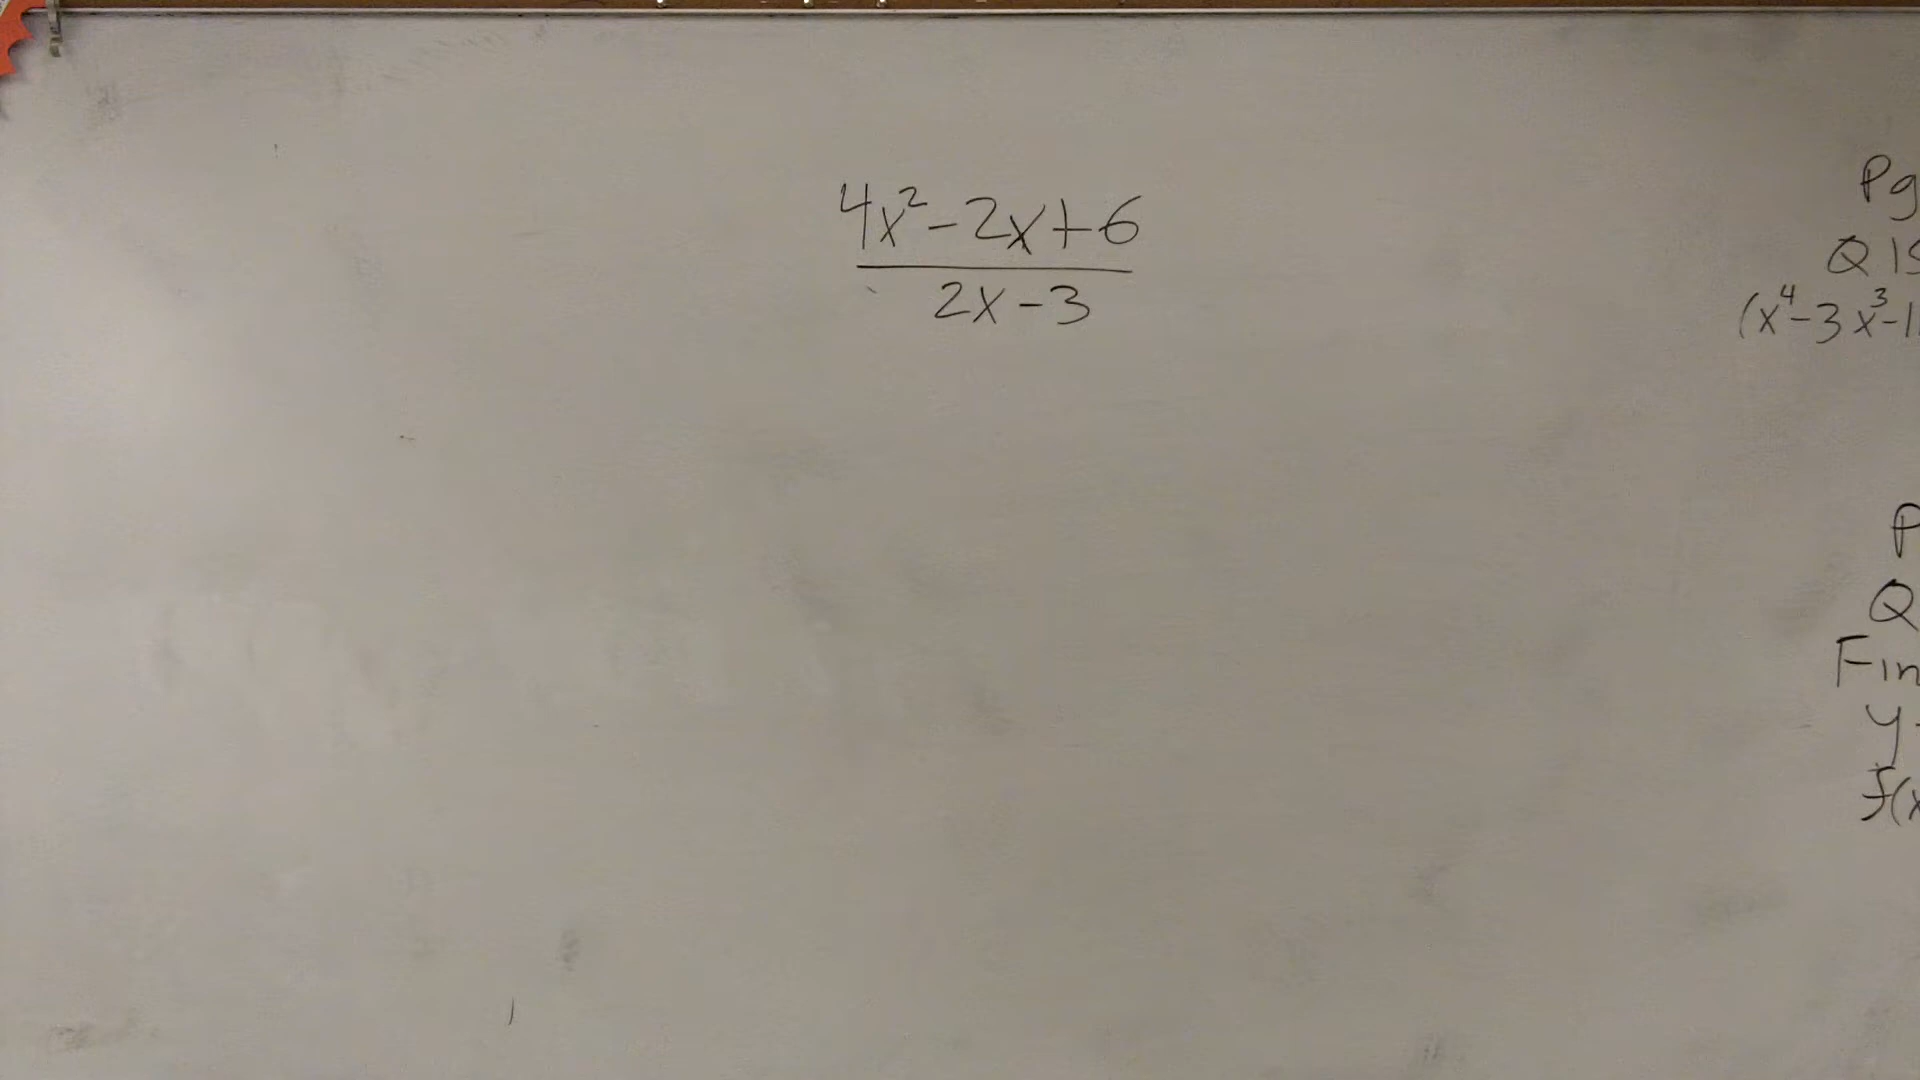 4x² - 2x + 6
2x - 3
Pg
Q 15
(x⁴ - 3x³ - 1
P
Q
Fin
y
f(x